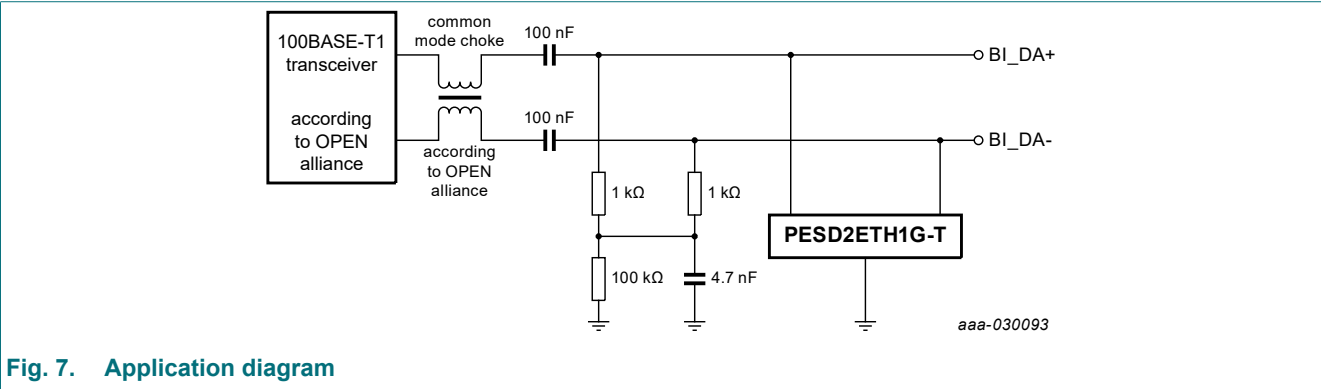 100BASE-T1
transceiver
according
to OPEN
alliance
common
mode choke
according
to OPEN
alliance
100 nF
100 nF
BI_DA+
BI_DA-
1 kΩ
1 kΩ
100 kΩ
4.7 nF
PESD2ETH1G-T
aaa-030093
Fig. 7. Application diagram